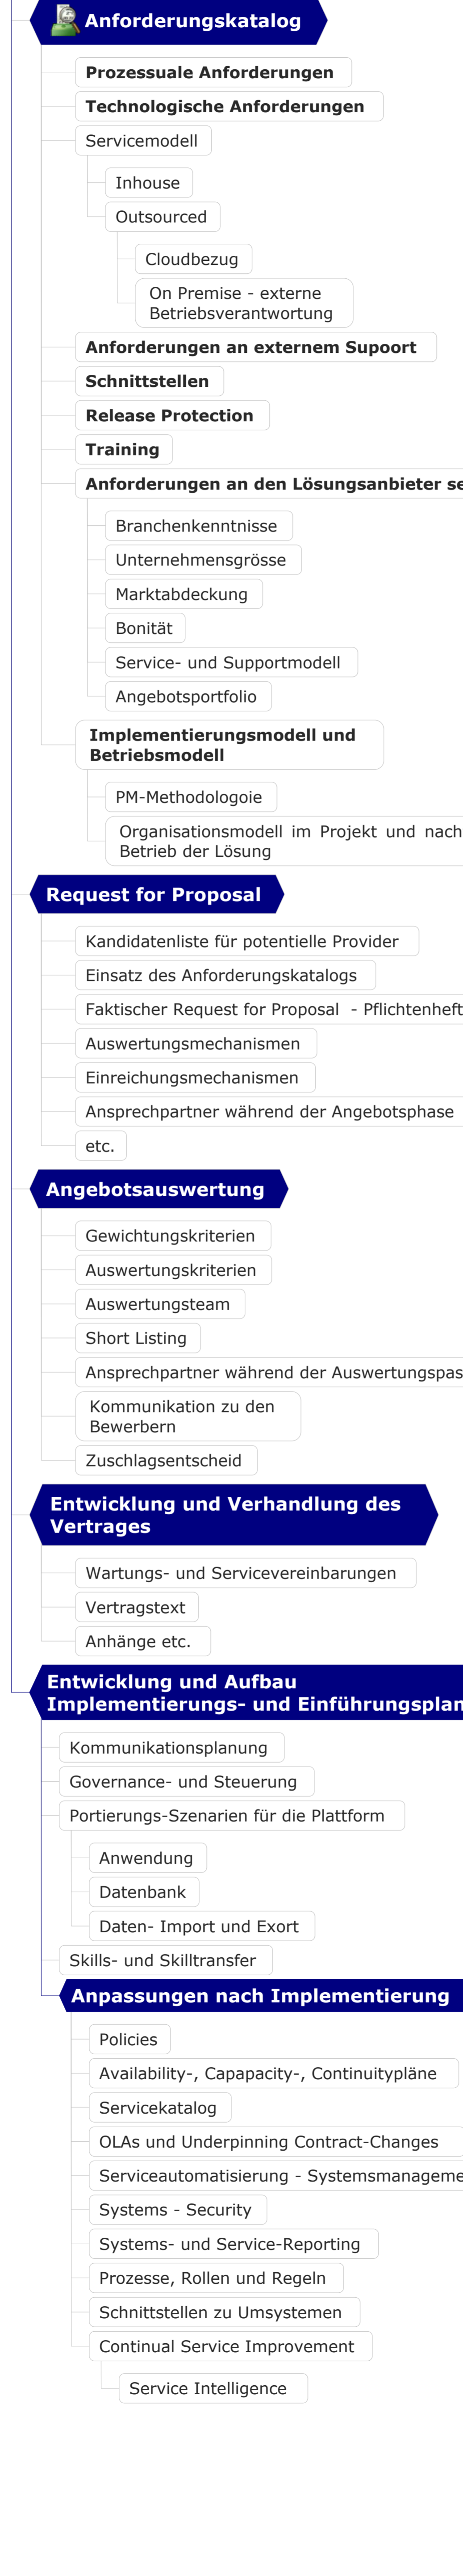 Anforderungskatalog
Prozessuale Anforderungen
Technologische Anforderungen
Servicemodell
Inhouse
Outsourced
Cloudbezug
On Premise - externe
Betriebsverantwortung
Anforderungen an externem Supoort
Schnittstellen
Release Protection
Training
Anforderungen an den Lösungsanbieter se
Branchenkenntnisse
Unternehmensgrösse
Marktabdeckung
Bonität
Service- und Supportmodell
Angebotsportfolio
Implementierungsmodell und
Betriebsmodell
PM-Methodologoie
Organisationsmodell im Projekt und nach
Betrieb der Lösung
Request for Proposal
Kandidatenliste für potentielle Provider
Einsatz des Anforderungskatalogs
Faktischer Request for Proposal - Pflichtenheft
Auswertungsmechanismen
Einreichungsmechanismen
Ansprechpartner während der Angebotsphase
etc.
Angebotsauswertung
Gewichtungskriterien
Auswertungskriterien
Auswertungsteam
Short Listing
Ansprechpartner während der Auswertungspas
Kommunikation zu den
Bewerbern
Zuschlagsentscheid
Entwicklung und Verhandlung des
Vertrages
Wartungs- und Servicevereinbarungen
Vertragstext
Anhänge etc.
Entwicklung und Aufbau
Implementierungs- und Einführungsplan
Kommunikationsplanung
Governance- und Steuerung
Portierungs-Szenarien für die Plattform
Anwendung
Datenbank
Daten- Import und Exort
Skills- und Skilltransfer
Anpassungen nach Implementierung
Policies
Availability-, Capapacity-, Continuitypläne
Servicekatalog
OLAs und Underpinning Contract-Changes
Serviceautomatisierung - Systemsmanageme
Systems - Security
Systems- und Service-Reporting
Prozesse, Rollen und Regeln
Schnittstellen zu Umsystemen
Continual Service Improvement
Service Intelligence